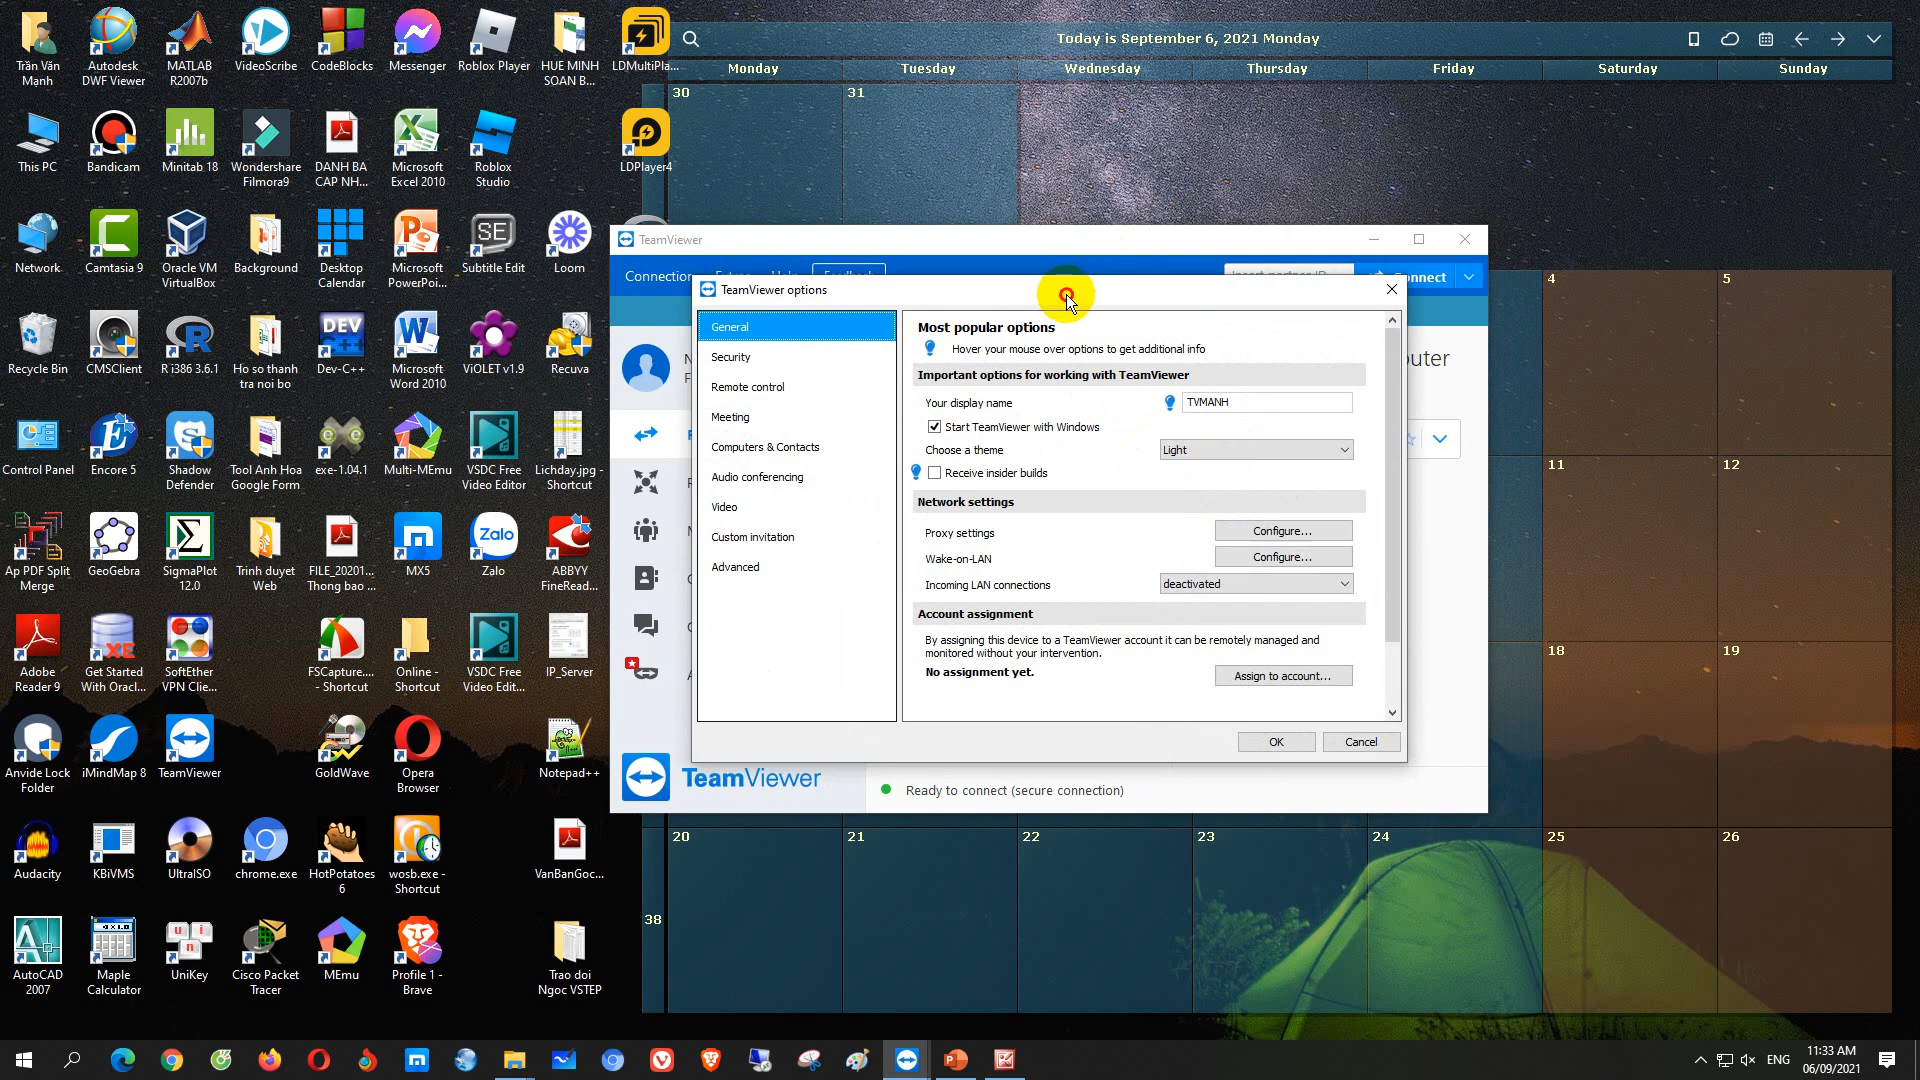 Trần Văn
Mạnh
Autodesk
DWF Viewer
MATLAB
R2007b
VideoScribe
CodeBlocks
Messenger
Roblox Player
HUE MINH
SOAN B...
LDMultiPla...
This PC
Bandicam
Minitab 18
Wondershare
Filmora9
DANH BA
CAP NH...
Microsoft
Excel 2010
Roblox
Studio
LDPlayer4
Network
Camtasia 9
Oracle VM
VirtualBox
Background
Desktop
Calendar
Microsoft
PowerPoi...
Subtitle Edit
Loom
Recycle Bin
CMSClient
R i386 3.6.1
Ho so thanh
tra noi bo
Dev-C++
Microsoft
Word 2010
ViOLET v1.9
Recuva
Control Panel
Encore 5
Shadow
Defender
Tool Anh Hoa
Google Form
exe-1.04.1
Multi-MEmu
VSDC Free
Video Editor
Lichday.jpg -
Shortcut
Ap PDF Split
Merge
GeoGebra
SigmaPlot
12.0
Trinh duyet
Web
FILE_20201...
Thong bao ...
MX5
Zalo
ABBYY
FineRead...
Adobe
Reader 9
Get Started
With Oracl...
SoftEther
VPN Clie...
FSCapture....
- Shortcut
Online -
Shortcut
VSDC Free
Video Edit...
IP_Server
Anvide Lock
Folder
iMindMap 8
TeamViewer
GoldWave
Opera
Browser
Notepad++
Audacity
KBiVMS
UltraISO
chrome.exe
HotPotatoes
6
wosb.exe -
Shortcut
VanBanGoc...
AutoCAD
2007
Maple
Calculator
UniKey
Cisco Packet
Tracer
MEmu
Profile 1 -
Brave
Trao doi
Ngoc VSTEP
Today is September 6, 2021 Monday
Monday Tuesday Wednesday Thursday Friday Saturday Sunday
30 31
4 5
11 12
18 19
20 21 22 23 24 25 26
38
TeamViewer
Connection
Connect
TeamViewer options
General
Security
Remote control
Meeting
Computers & Contacts
Audio conferencing
Video
Custom invitation
Advanced
Most popular options
Hover your mouse over options to get additional info
Important options for working with TeamViewer
Your display name TVMANH
Start TeamViewer with Windows
Choose a theme Light
Receive insider builds
Network settings
Proxy settings Configure...
Wake-on-LAN Configure...
Incoming LAN connections deactivated
Account assignment
By assigning this device to a TeamViewer account it can be remotely managed and
monitored without your intervention.
No assignment yet. Assign to account...
OK Cancel
TeamViewer
Ready to connect (secure connection)
ENG
11:33 AM
06/09/2021